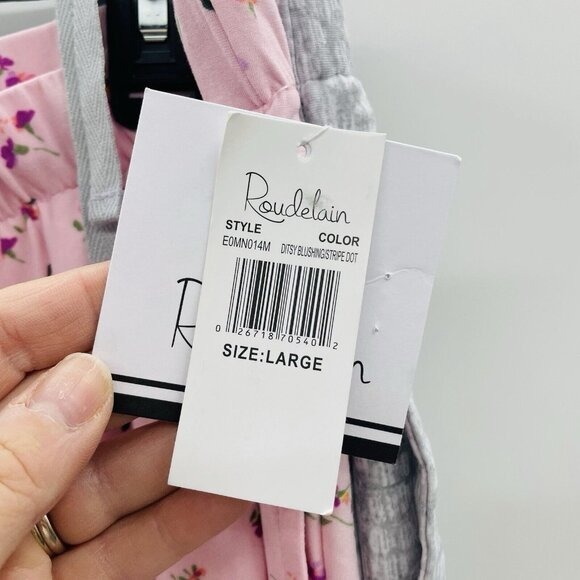 Roudelain
STYLE COLOR
E0MN014M DITSY BLUSHING/STRIPE DOT
0 26718 70540 2
SIZE:LARGE